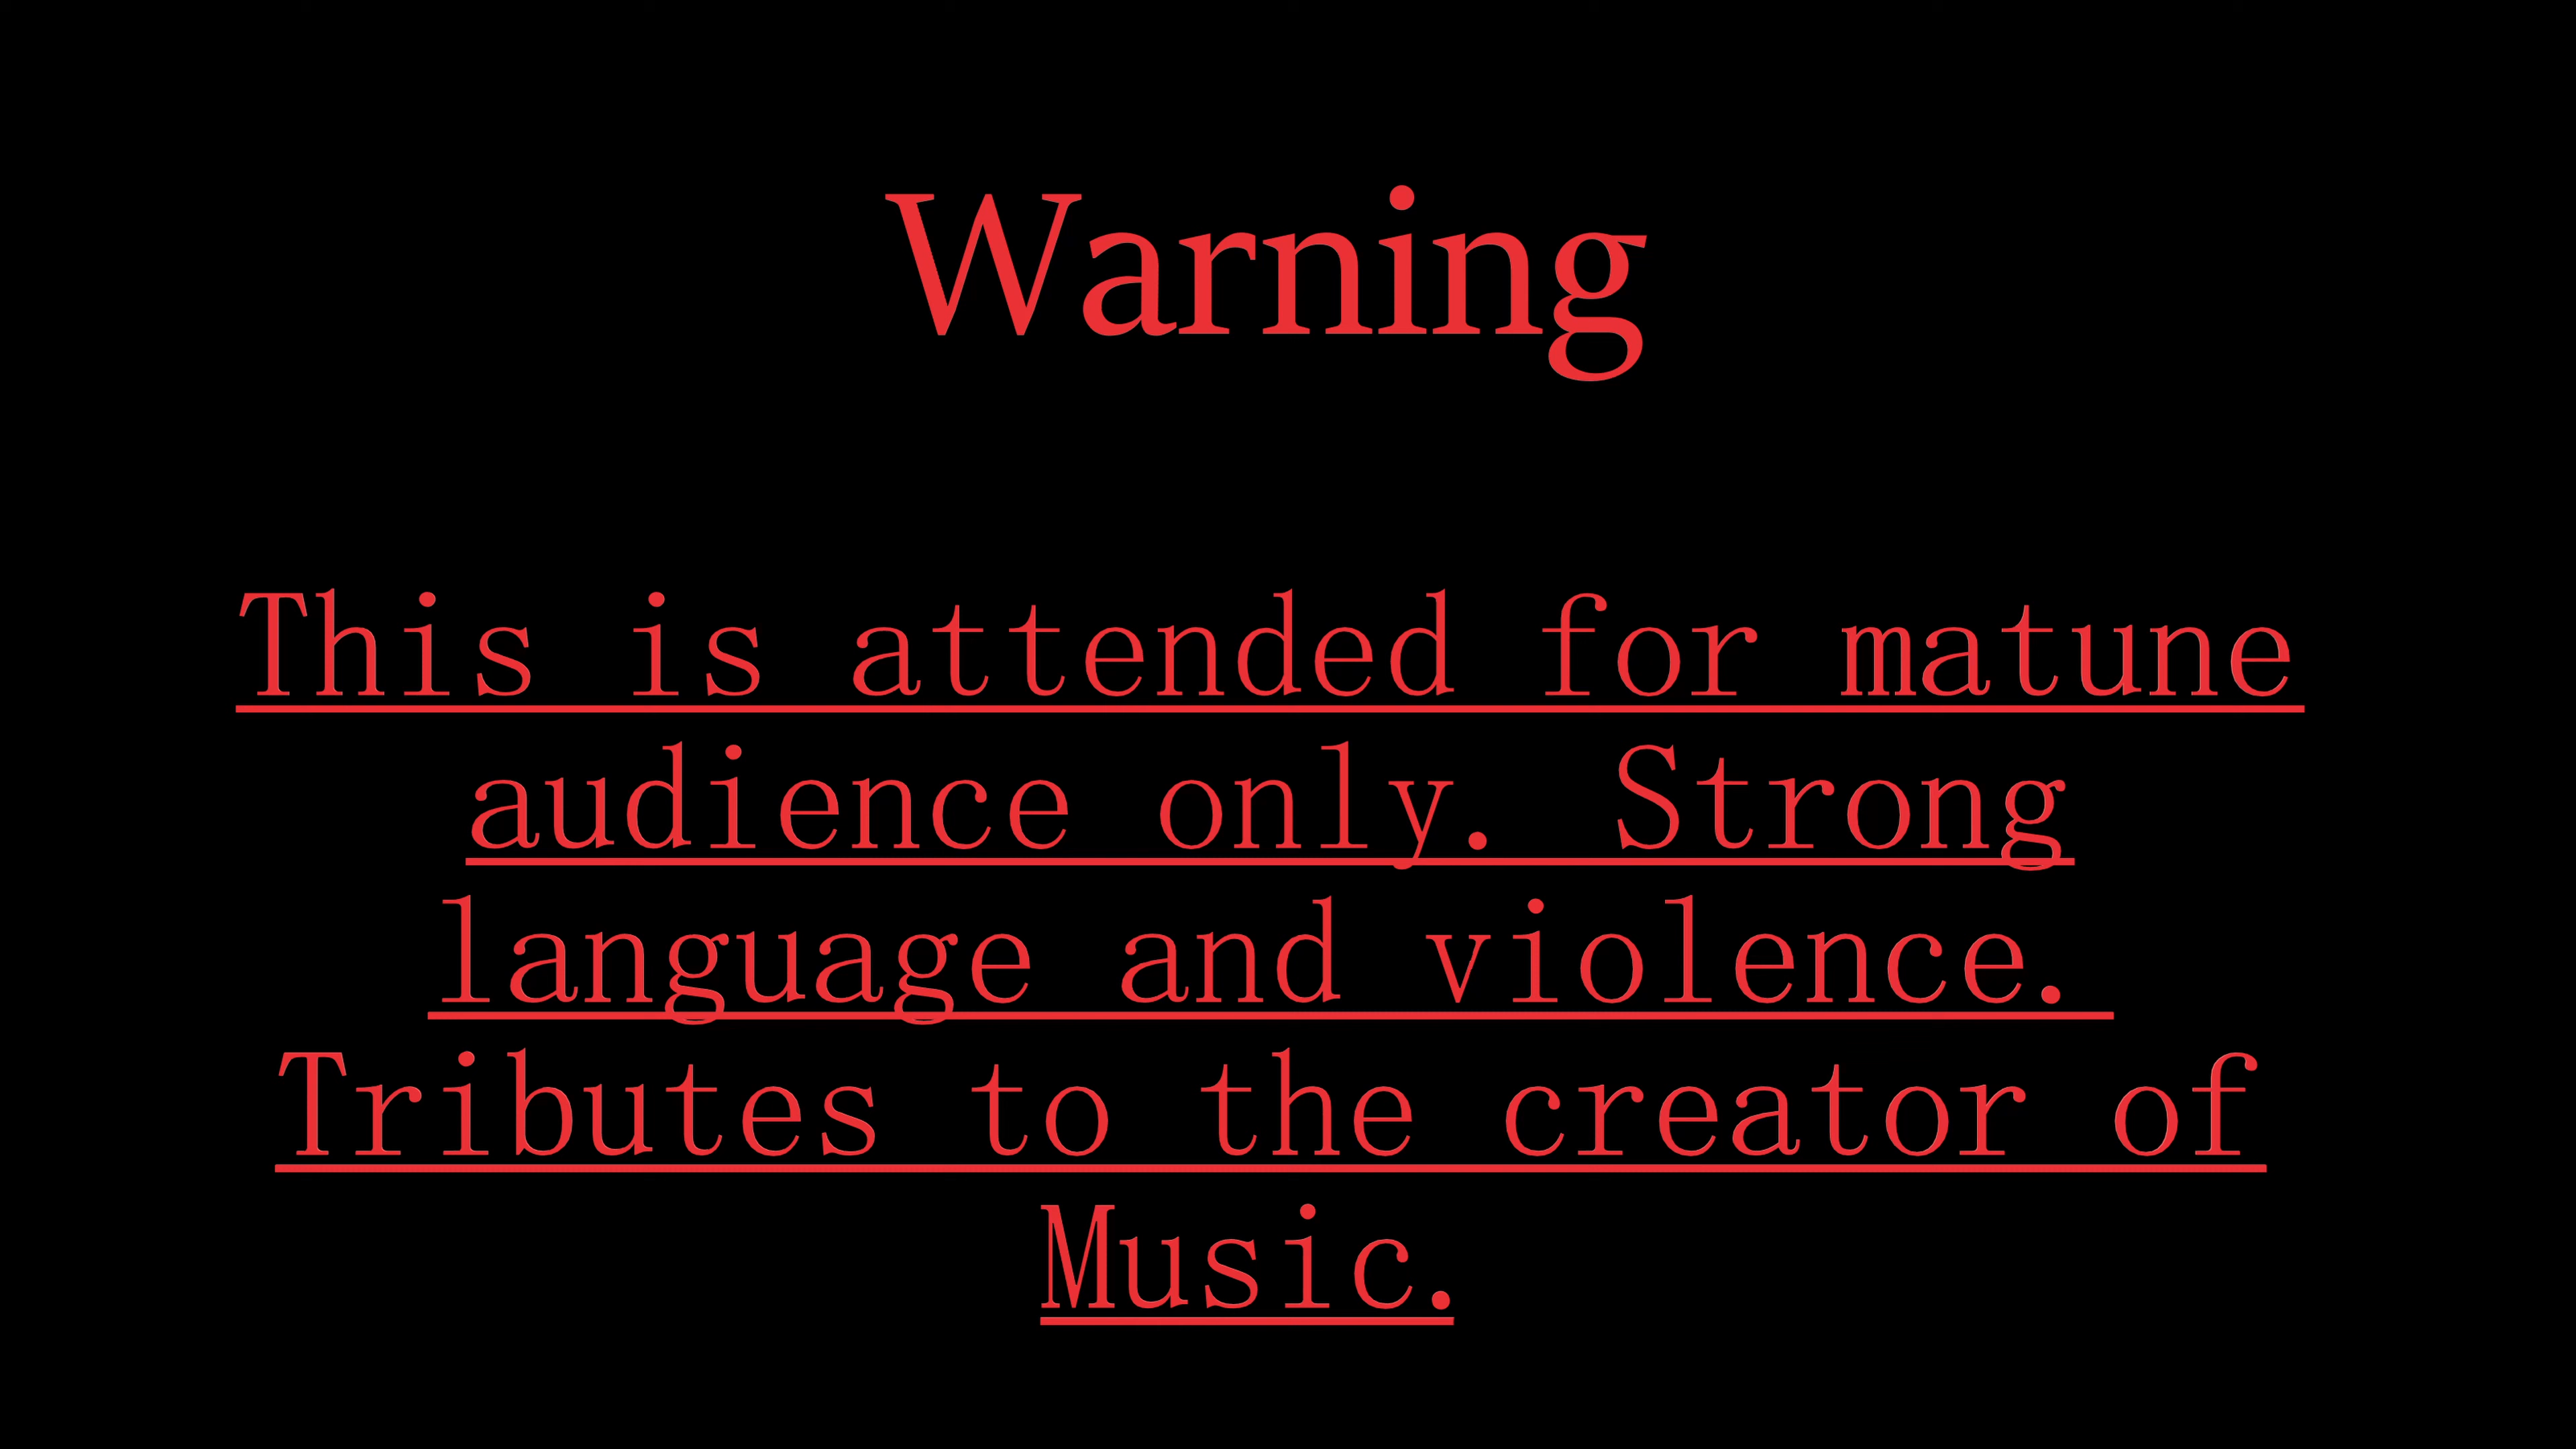 Warning
This is attended for matune
audience only. Strong
language and violence.
Tributes to the creator of
Music.